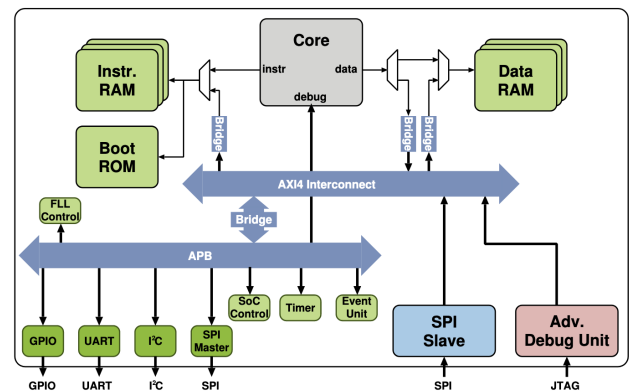 Core
instr
data
debug
Instr.
RAM
Data
RAM
Boot
ROM
Bridge
Bridge
Bridge
AXI4 Interconnect
Bridge
FLL
Control
APB
GPIO
UART
I²C
SPI
Master
SoC
Control
Timer
Event
Unit
SPI
Slave
Adv.
Debug Unit
GPIO
UART
I²C
SPI
SPI
JTAG